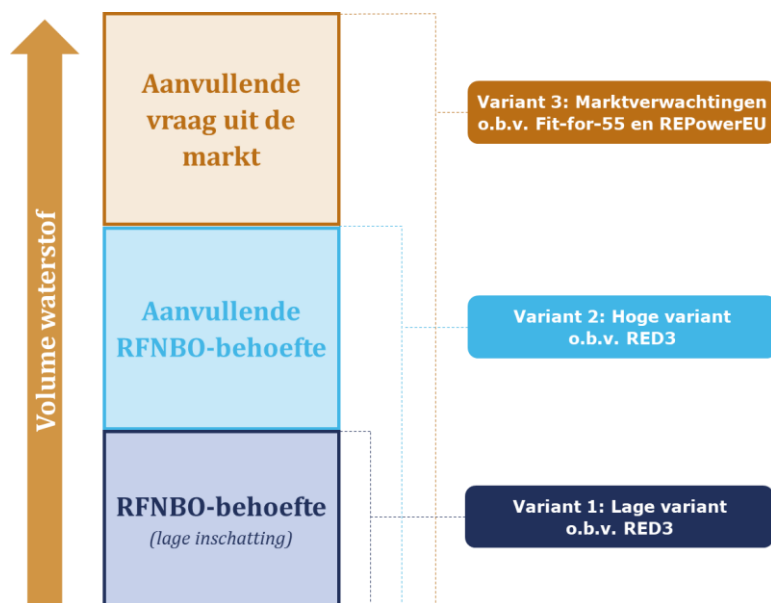 Volume waterstof
Aanvullende
vraag uit de
markt
Variant 3: Marktverwachtingen
o.b.v. Fit-for-55 en REPowerEU
Aanvullende
RFNBO-behoefte
Variant 2: Hoge variant
o.b.v. RED3
RFNBO-behoefte
(lage inschatting)
Variant 1: Lage variant
o.b.v. RED3